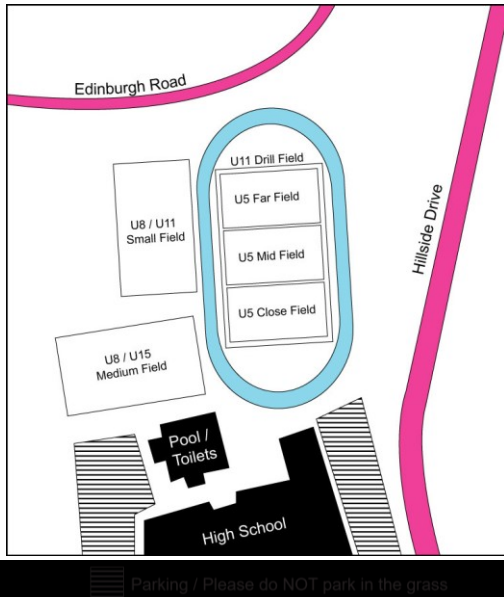 Edinburgh Road
U11 Drill Field
U8 / U11
Small Field
U5 Far Field
U5 Mid Field
Hillside Drive
U5 Close Field
U8 / U15
Medium Field
Pool /
Toilets
High School
Parking / Please do NOT park in the grass